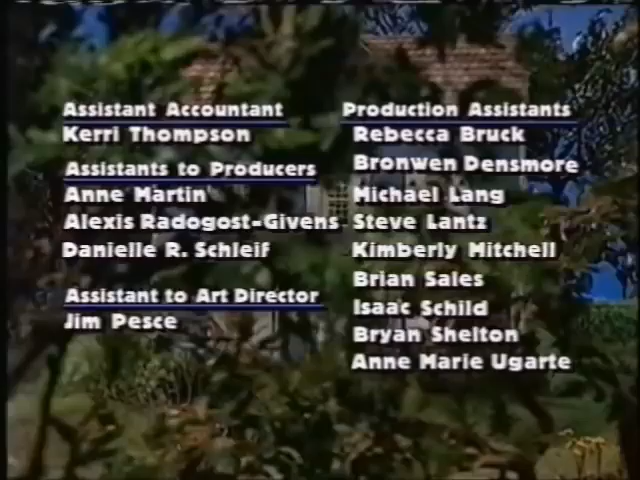 Assistant Accountant
Kerri Thompson
Assistants to Producers
Anne Martin
Alexis Radogost-Givens
Danielle R. Schleif
Assistant to Art Director
Jim Pesce
Production Assistants
Rebecca Bruck
Bronwen Densmore
Michael Lang
Steve Lantz
Kimberly Mitchell
Brian Sales
Isaac Schild
Bryan Shelton
Anne Marie Ugarte